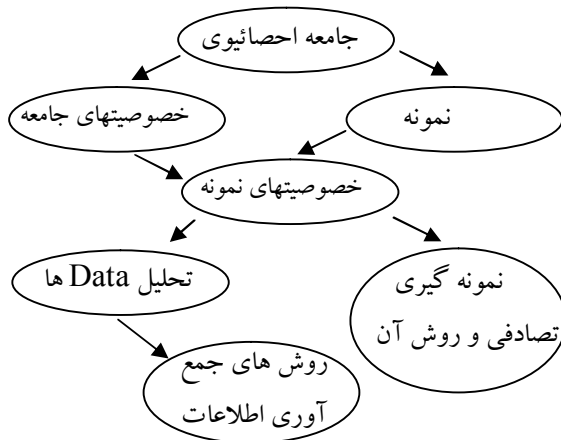 جامعه احصائیوی
نمونه
خصوصیتهای جامعه
خصوصیتهای نمونه
تحلیل Data ها
نمونه گیری
تصادفی و روش آن
روش های جمع
آوری اطلاعات